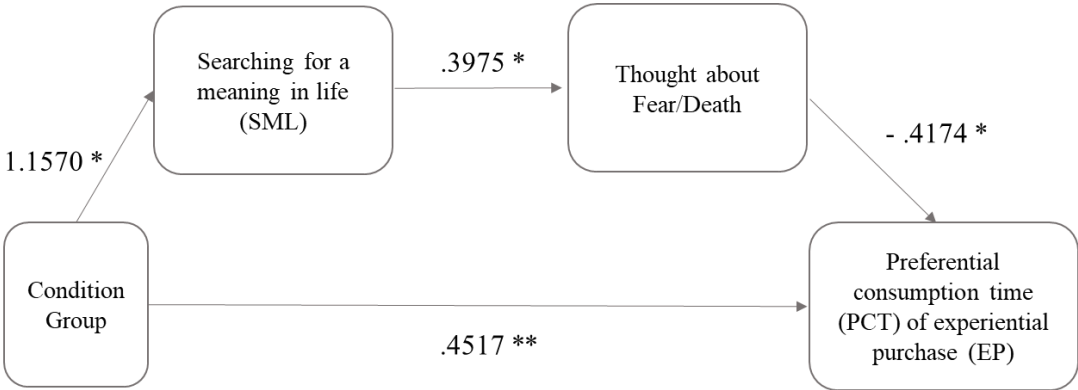 Searching for a
meaning in life
(SML)
.3975 *
Thought about
Fear/Death
1.1570 *
- .4174 *
Condition
Group
.4517 **
Preferential
consumption time
(PCT) of experiential
purchase (EP)